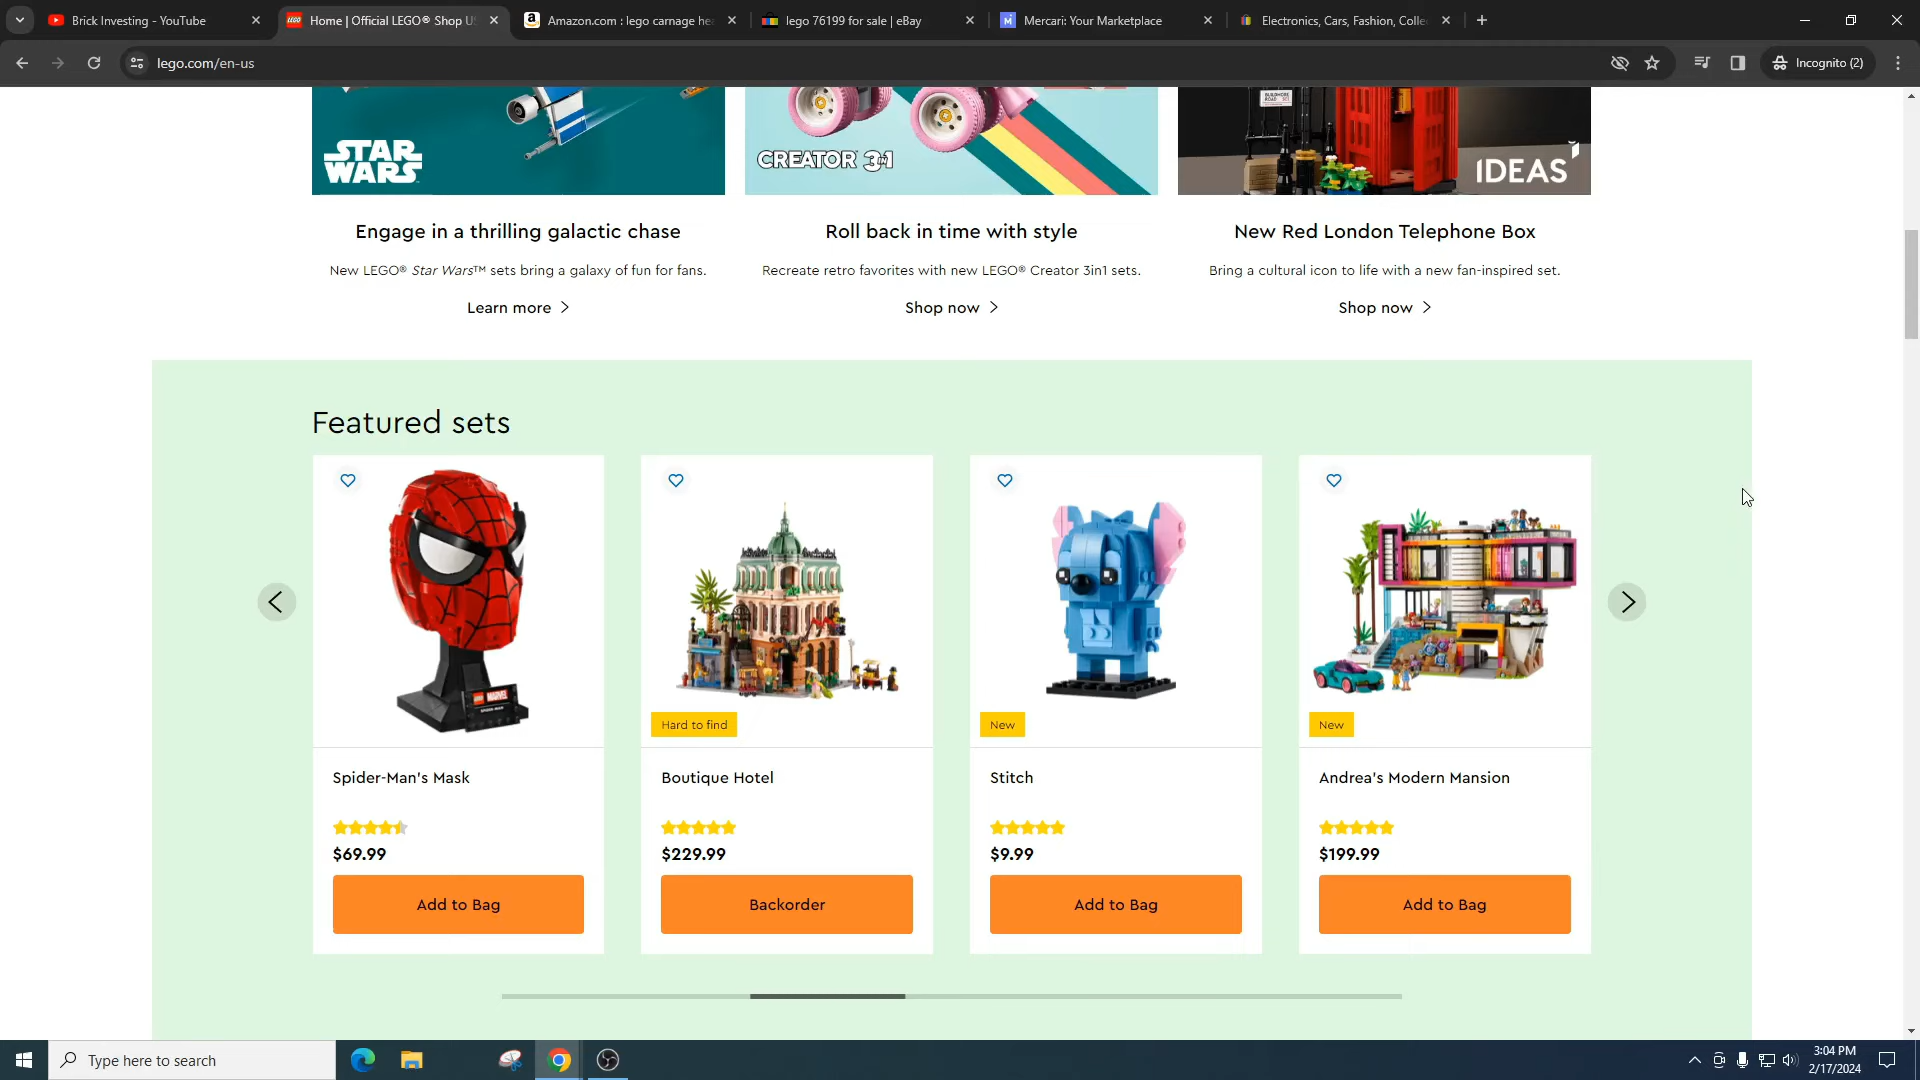 Brick Investing - YouTube
Home | Official LEGO® Shop US
Amazon.com : lego carnage hea
lego 76199 for sale | eBay
Mercari: Your Marketplace
Electronics, Cars, Fashion, Colle
lego.com/en-us
Incognito (2)
STAR WARS
CREATOR 3in1
IDEAS
Engage in a thrilling galactic chase
Roll back in time with style
New Red London Telephone Box
New LEGO® Star Wars™ sets bring a galaxy of fun for fans.
Recreate retro favorites with new LEGO® Creator 3in1 sets.
Bring a cultural icon to life with a new fan-inspired set.
Learn more
Shop now
Shop now
Featured sets
LEGO MARVEL
SPIDER-MAN
Hard to find
New
New
Spider-Man's Mask
Boutique Hotel
Stitch
Andrea's Modern Mansion
$69.99
$229.99
$9.99
$199.99
Add to Bag
Backorder
Add to Bag
Add to Bag
Type here to search
3:04 PM
2/17/2024